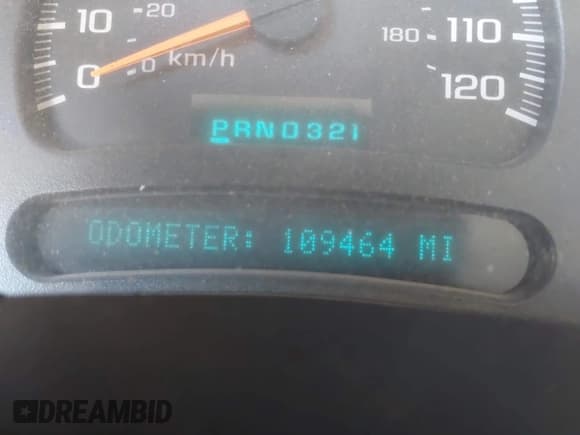 10 20 180 110
0 0 km/h 120
PRND321
ODOMETER: 109464 MI
DREAMBID